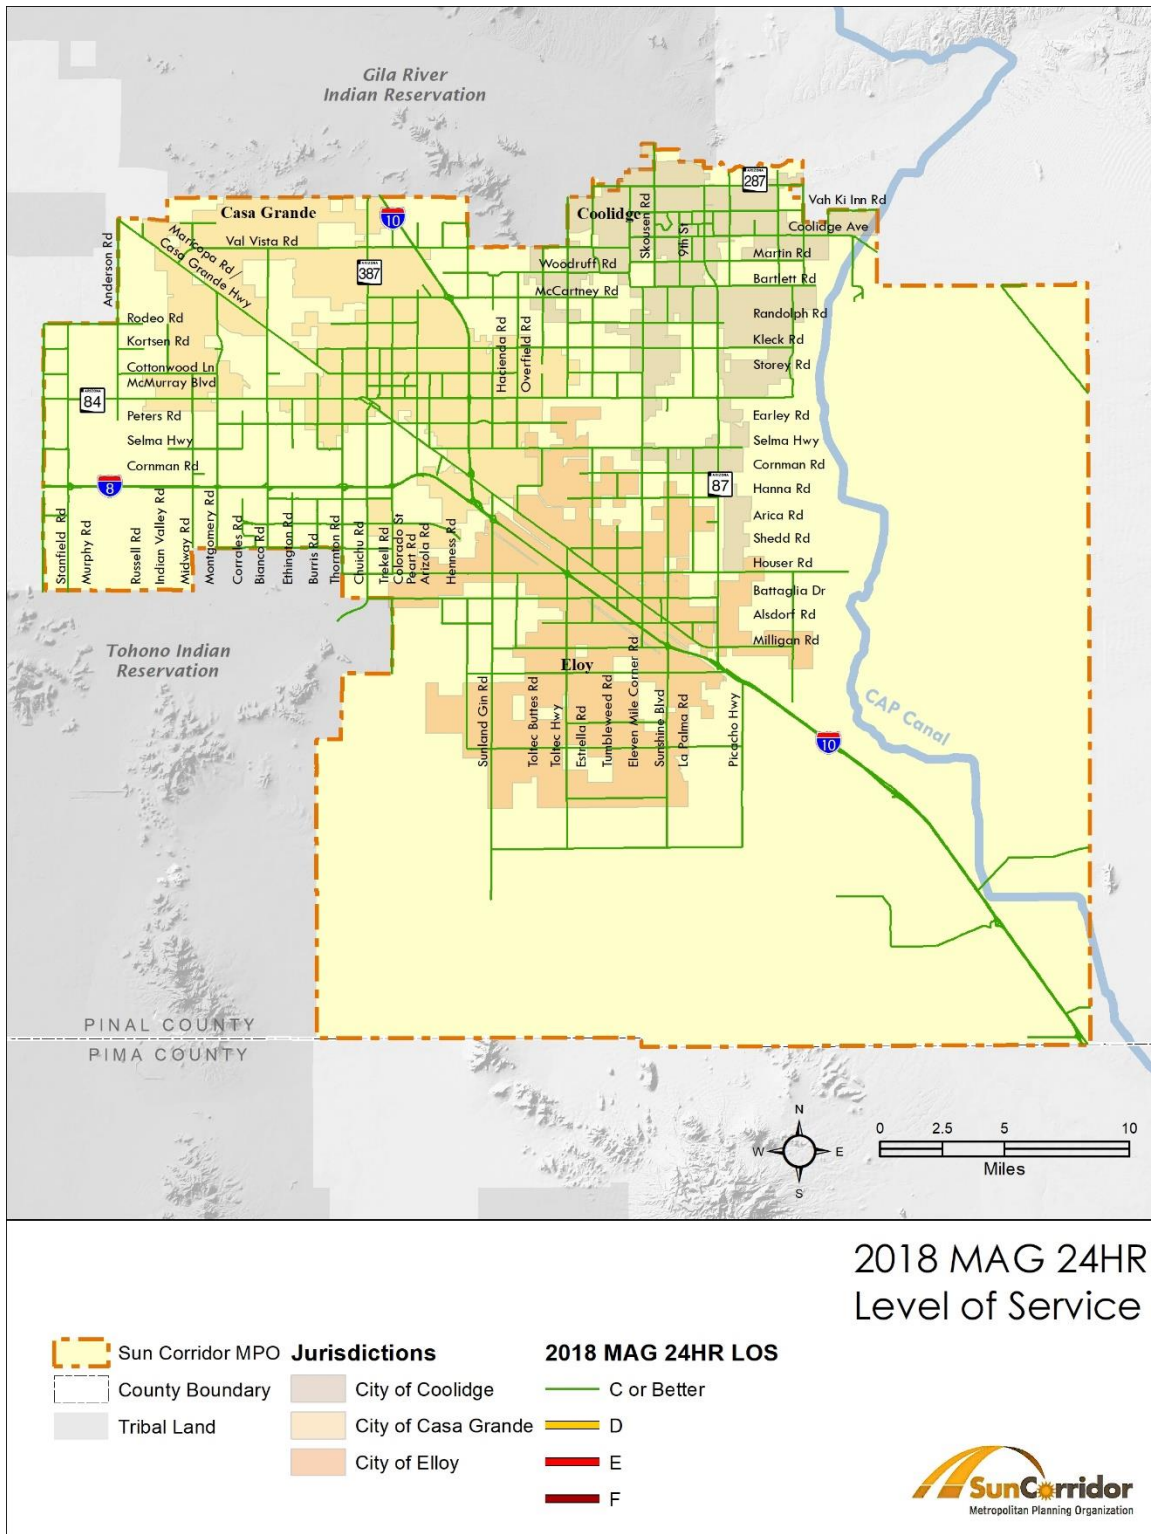 Gila River
Indian Reservation
ARIZONA
287
Vah Ki Inn Rd
Casa Grande
10
Coolidge
Skousen Rd
9th St
Coolidge Ave
Anderson Rd
Maricopa Rd/
Casa Grande Hwy
Val Vista Rd
Martin Rd
ARIZONA
387
Woodruff Rd
Bartlett Rd
McCartney Rd
Rodeo Rd
Hacienda Rd
Overfield Rd
Randolph Rd
Kortsen Rd
Kleck Rd
Cottonwood Ln
Storey Rd
McMurray Blvd
ARIZONA
84
Peters Rd
Earley Rd
Selma Hwy
Selma Hwy
Cornman Rd
Cornman Rd
8
ARIZONA
87
Hanna Rd
Arica Rd
Shedd Rd
Houser Rd
Stanfield Rd
Murphy Rd
Russell Rd
Indian Valley Rd
Midway Rd
Montgomery Rd
Corrales Rd
Bianco Rd
Ethington Rd
Burris Rd
Thornton Rd
Chuichu Rd
Trekell Rd
Colorado St
Peart Rd
Arizola Rd
Henness Rd
Battaglia Dr
Alsdorf Rd
Milligan Rd
Tohono Indian
Reservation
Eloy
Sunland Gin Rd
Toltec Buttes Rd
Toltec Hwy
Estrella Rd
Tumbleweed Rd
Eleven Mile Corner Rd
Sunshine Blvd
La Palma Rd
Picacho Hwy
CAP Canal
10
PINAL COUNTY
PIMA COUNTY
N
W
E
S
0 2.5 5 10
Miles
2018 MAG 24HR
Level of Service
Sun Corridor MPO
County Boundary
Tribal Land
Jurisdictions
City of Coolidge
City of Casa Grande
City of Elloy
2018 MAG 24HR LOS
C or Better
D
E
F
SunCorridor
Metropolitan Planning Organization